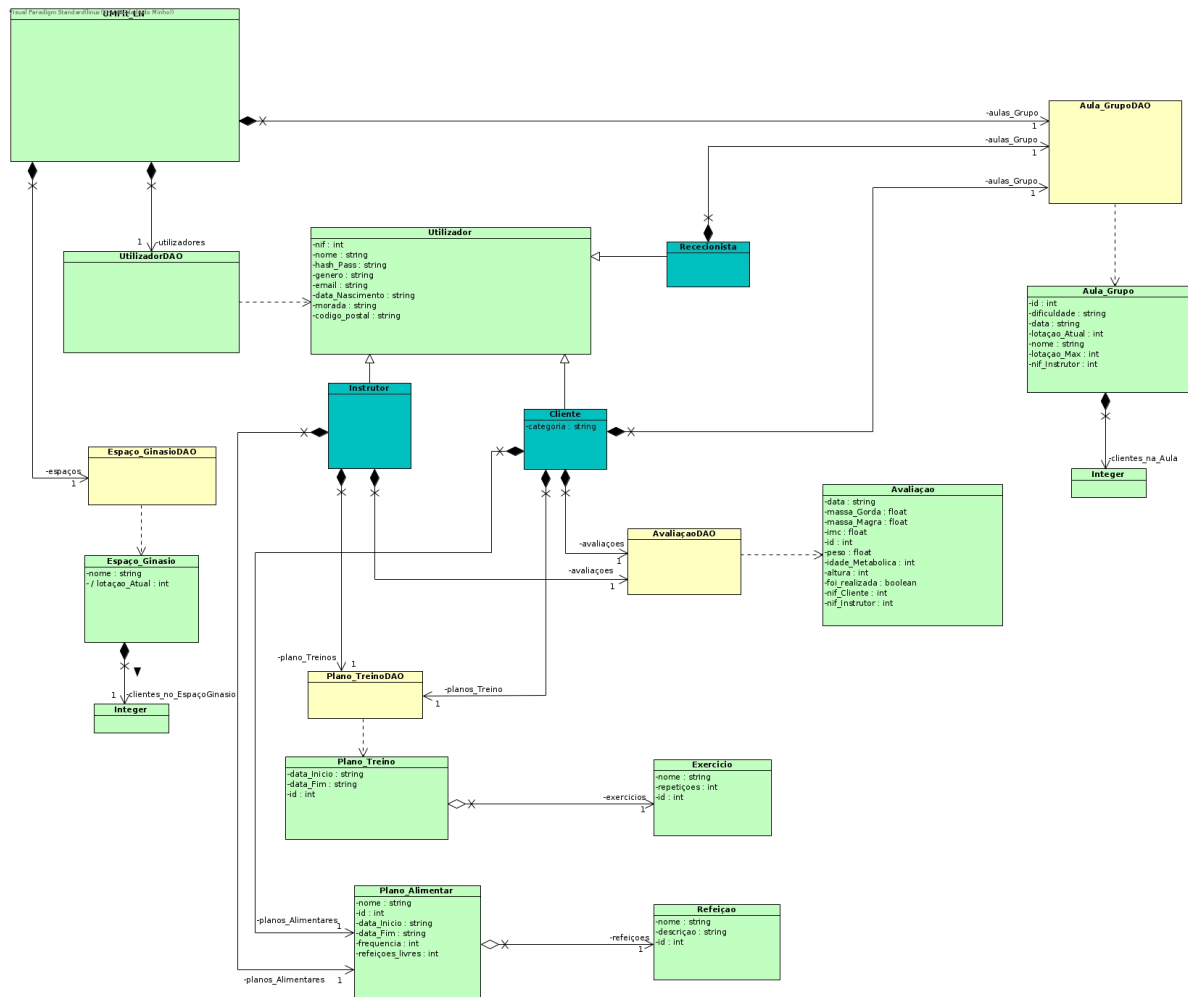 UMFit_LN
Aula_GrupoDAO
-aulas_Grupo
1
-aulas_Grupo
1
-aulas_Grupo
1
1
-utilizadores
UtilizadorDAO
Utilizador
-nif : int
-nome : string
-hash_Pass : string
-genero : string
-email : string
-data_Nascimento : string
-morada : string
-codigo_postal : string
Rececionista
Aula_Grupo
-id : int
-dificuldade : string
-data : string
-lotaçao_Atual : int
-nome : string
-lotaçao_Max : int
-nif_Instrutor : int
Instrutor
Cliente
-categoria : string
-clientes_na_Aula
Integer
Espaço_GinasioDAO
-espaços
1
Avaliaçao
-data : string
-massa_Gorda : float
-massa_Magra : float
-imc : float
-id : int
-peso : float
-idade_Metabolica : int
-altura : int
-foi_realizada : boolean
-nif_Cliente : int
-nif_Instrutor : int
AvaliaçaoDAO
-avaliaçoes
1
-avaliaçoes
1
Espaço_Ginasio
-nome : string
- / lotaçao_Atual : int
-plano_Treinos
1
Plano_TreinoDAO
-planos_Treino
1
1
-clientes_no_EspaçoGinasio
Integer
Plano_Treino
-data_Inicio : string
-data_Fim : string
-id : int
-exercicios
1
Exercicio
-nome : string
-repetiçoes : int
-id : int
Plano_Alimentar
-nome : string
-id : int
-data_Inicio : string
-data_Fim : string
-frequencia : int
-refeiçoes_livres : int
-planos_Alimentares
1
-planos_Alimentares
1
-refeiçoes
1
Refeiçao
-nome : string
-descriçao : string
-id : int